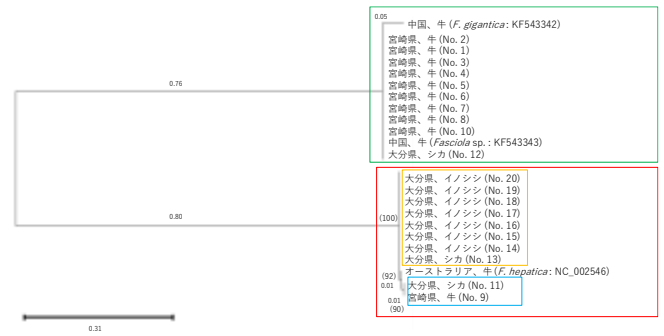 0.05
中国、牛 (F. gigantica : KF543342)
宮崎県、牛 (No. 2)
宮崎県、牛 (No. 1)
宮崎県、牛 (No. 3)
宮崎県、牛 (No. 4)
0.76
宮崎県、牛 (No. 5)
宮崎県、牛 (No. 6)
宮崎県、牛 (No. 7)
宮崎県、牛 (No. 8)
宮崎県、牛 (No. 10)
中国、牛 (Fasciola sp. : KF543343)
大分県、シカ (No. 12)
大分県、イノシシ (No. 20)
大分県、イノシシ (No. 19)
大分県、イノシシ (No. 18)
0.80
(100)
大分県、イノシシ (No. 17)
大分県、イノシシ (No. 16)
大分県、イノシシ (No. 15)
大分県、イノシシ (No. 14)
大分県、シカ (No. 13)
(92)
オーストラリア、牛 (F. hepatica : NC_002546)
0.01
大分県、シカ (No. 11)
0.01
宮崎県、牛 (No. 9)
(90)
0.31